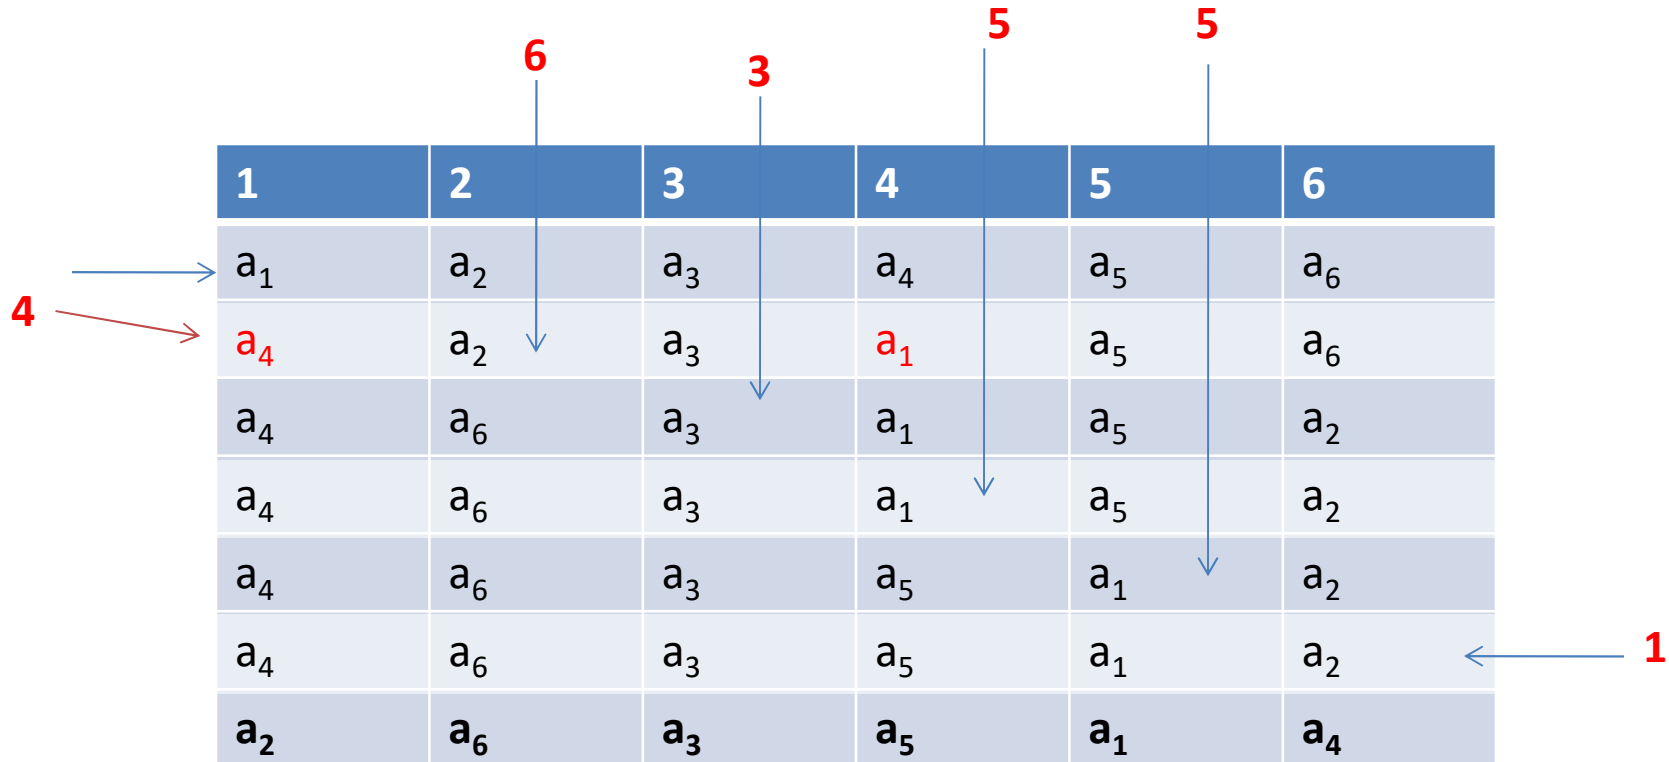 5 5
6
3
1 2 3 4 5 6
a₁ a₂ a₃ a₄ a₅ a₆
4
a₄ a₂ a₃ a₁ a₅ a₆
a₄ a₆ a₃ a₁ a₅ a₂
a₄ a₆ a₃ a₁ a₅ a₂
a₄ a₆ a₃ a₅ a₁ a₂
a₄ a₆ a₃ a₅ a₁ a₂ 1
a₂ a₆ a₃ a₅ a₁ a₄